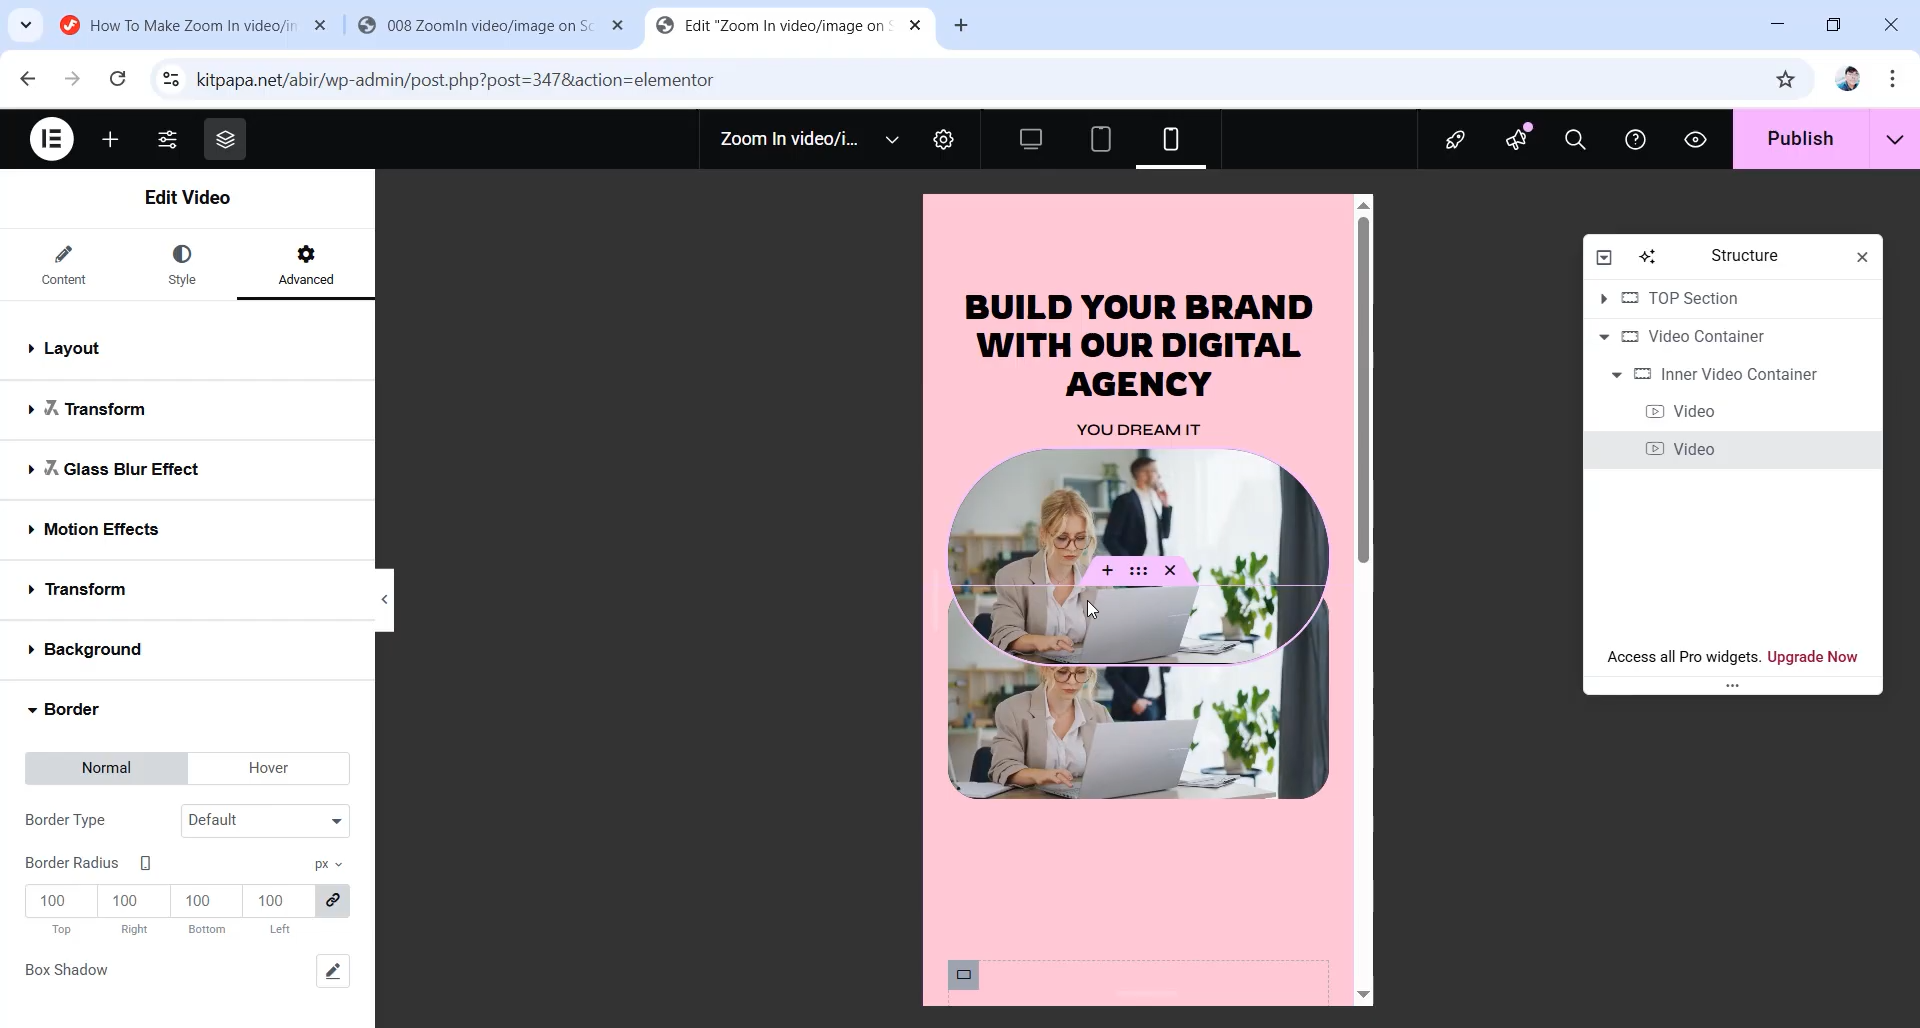 How To Make Zoom In video/in
008 ZoomIn video/image on Sc
Edit "Zoom In video/image on S
kitpapa.net/abir/wp-admin/post.php?post=347&action=elementor
Zoom In video/i...
Publish
Edit Video
Content
Style
Advanced
Layout
Transform
Glass Blur Effect
Motion Effects
Transform
Background
Border
Normal
Hover
Border Type
Default
Border Radius
px
100
100
100
100
Top
Right
Bottom
Left
Box Shadow
BUILD YOUR BRAND
WITH OUR DIGITAL
AGENCY
YOU DREAM IT
Structure
TOP Section
Video Container
Inner Video Container
Video
Video
Access all Pro widgets. Upgrade Now